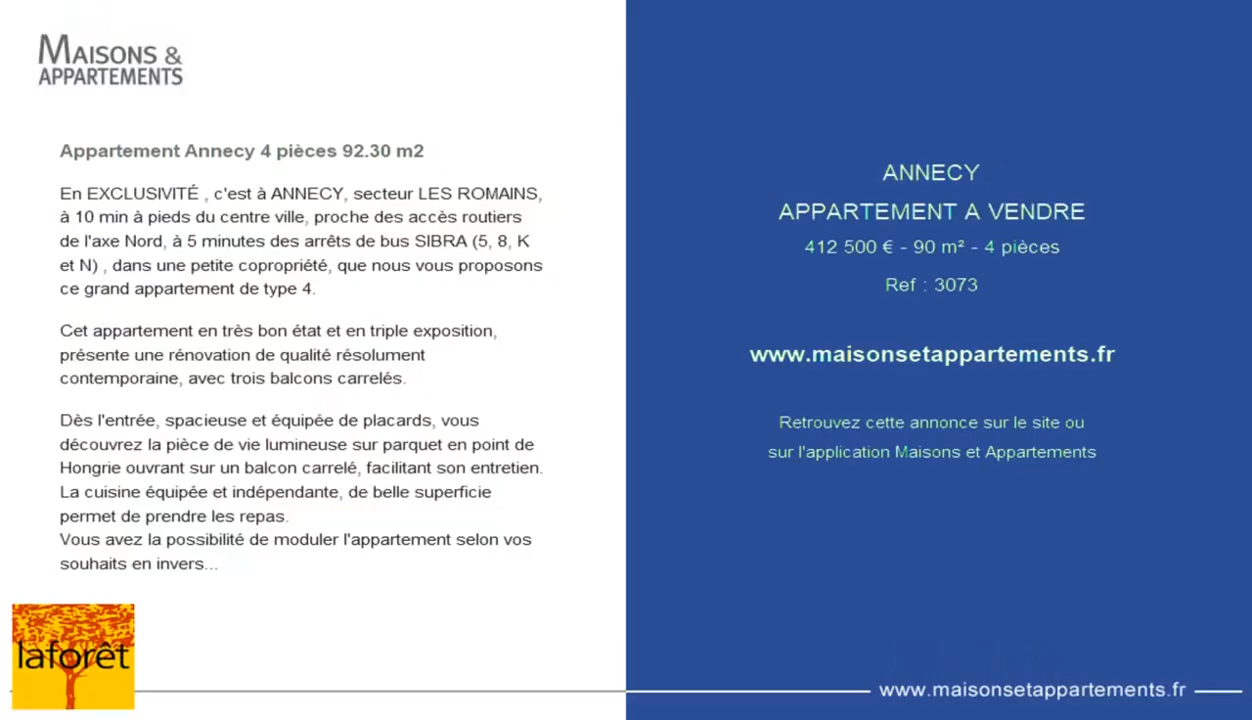 MAISONS &
APPARTEMENTS
Appartement Annecy 4 pièces 92.30 m2
En EXCLUSIVITÉ , c'est à ANNECY, secteur LES ROMAINS,
à 10 min à pieds du centre ville, proche des accès routiers
de l'axe Nord, à 5 minutes des arrêts de bus SIBRA (5, 8, K
et N) , dans une petite copropriété, que nous vous proposons
ce grand appartement de type 4.
Cet appartement en très bon état et en triple exposition,
présente une rénovation de qualité résolument
contemporaine, avec trois balcons carrelés.
Dès l'entrée, spacieuse et équipée de placards, vous
découvrez la pièce de vie lumineuse sur parquet en point de
Hongrie ouvrant sur un balcon carrelé, facilitant son entretien.
La cuisine équipée et indépendante, de belle superficie
permet de prendre les repas.
Vous avez la possibilité de moduler l'appartement selon vos
souhaits en invers...
laforêt
ANNECY
APPARTEMENT A VENDRE
412 500 € - 90 m² - 4 pièces
Ref : 3073
www.maisonsetappartements.fr
Retrouvez cette annonce sur le site ou
sur l'application Maisons et Appartements
www.maisonsetappartements.fr